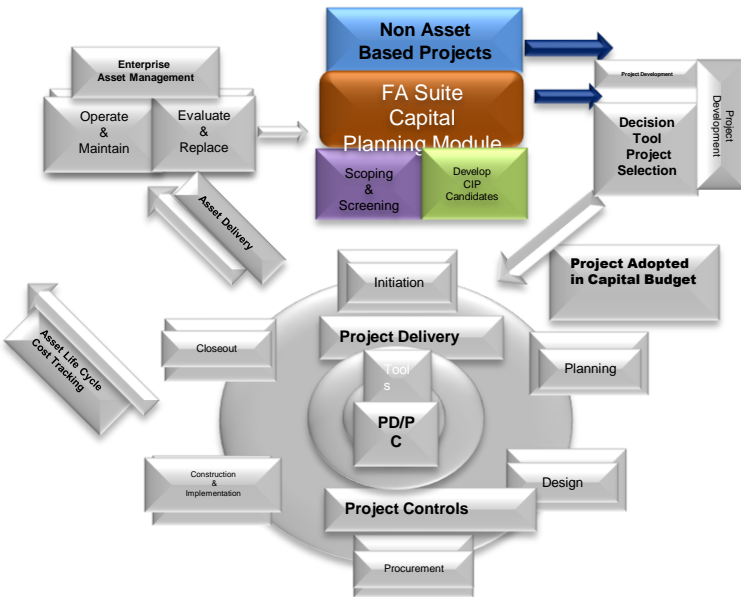 Non Asset
Based Projects
Enterprise
Asset Management
Operate
&
Maintain
Evaluate
&
Replace
FA Suite
Capital
Planning Module
Scoping
&
Screening
Develop
CIP
Candidates
Project Development
Decision
Tool
Project
Selection
Project
Development
Asset Delivery
Project Adopted
in Capital Budget
Asset Life Cycle
Cost Tracking
Initiation
Project Delivery
Closeout
Planning
Tool
s
PD/P
C
Construction
&
Implementation
Design
Project Controls
Procurement